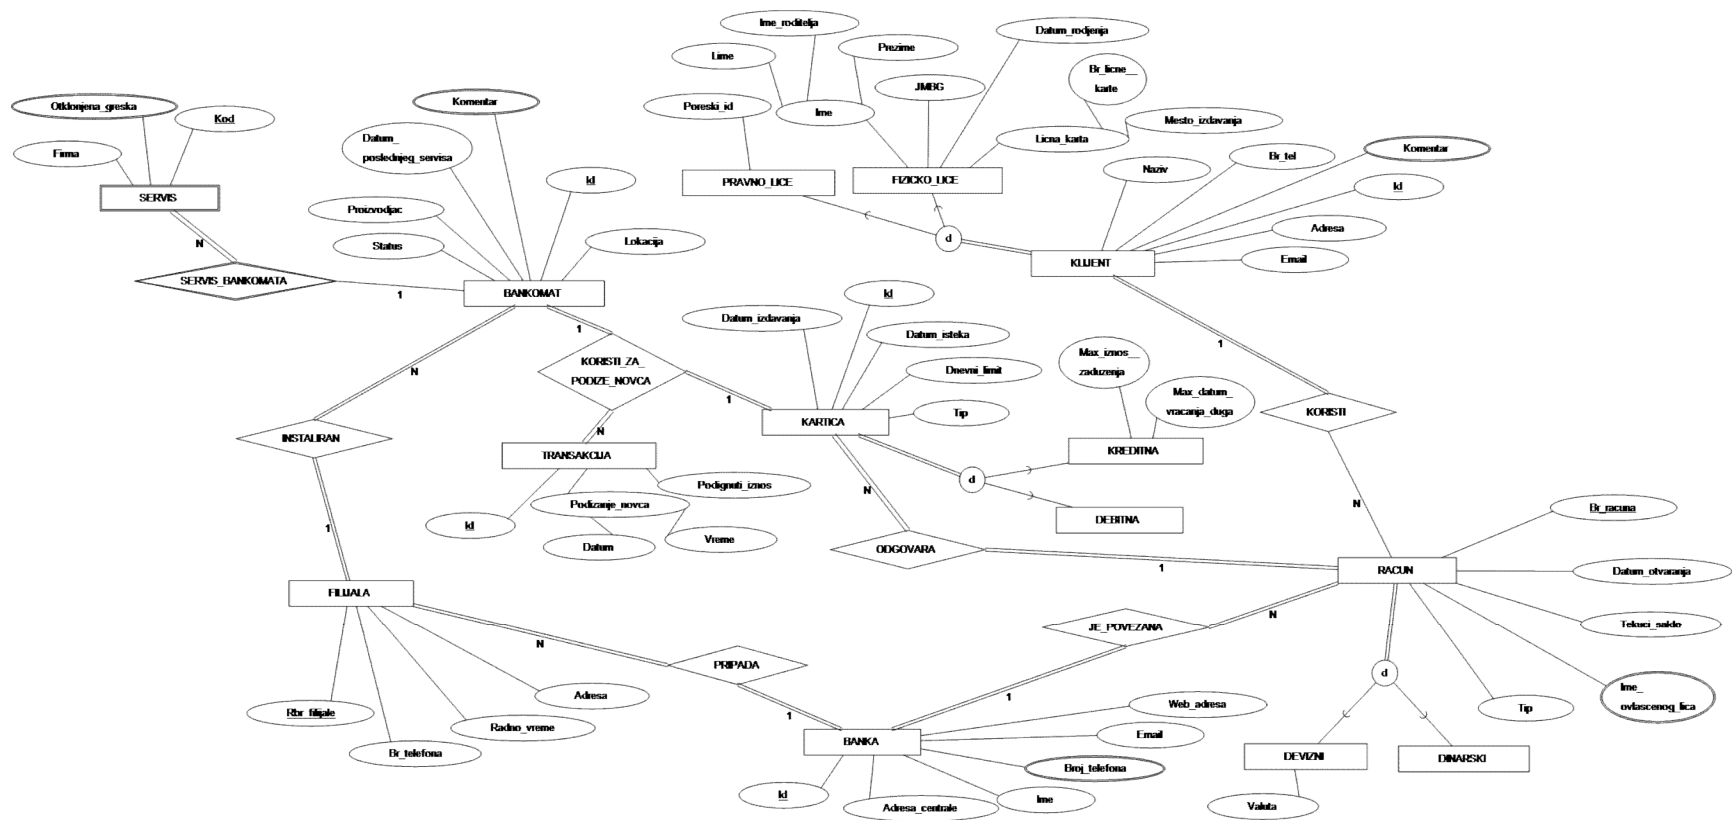 Ime_roditelja
Datum_rodjenja
Lime
Prezime
Br_licne__
karte
JMBG
Poreski_id
Ime
Licna_karta
Mesto_izdavanja
Otklonjena_greska
Kod
Firma
SERVIS
Komentar
Datum_
poslednjeg_servisa
Id
Proizvodjac
Status
Lokacija
N
SERVIS_BANKOMATA
1
BANKOMAT
PRAVNO_LICE
FIZICKO_LICE
Naziv
Br_tel
Komentar
Id
Adresa
Email
d
KLIJENT
1
KORISTI_ZA_
PODIZE_NOVCA
1
N
Datum_izdavanja
Id
Datum_isteka
Dnevni_limit
Tip
KARTICA
Max_iznos__
zaduzenja
Max_datum_
vracanja_duga
KREDITNA
d
DEBITNA
1
KORISTI
N
N
INSTALIRAN
1
TRANSAKCIJA
Podignuti_iznos
Podizanje_novca
Id
Datum
Vreme
N
ODGOVARA
1
RACUN
Br_racuna
Datum_otvaranja
Tekuci_saldo
Ime_
ovlascenog_lica
Tip
d
DEVIZNI
DINARSKI
Valuta
FILIJALA
N
PRIPADA
1
Rbr_filijale
Br_telefona
Radno_vreme
Adresa
JE_POVEZANA
N
1
BANKA
Web_adresa
Email
Broj_telefona
Ime
Adresa_centrale
Id